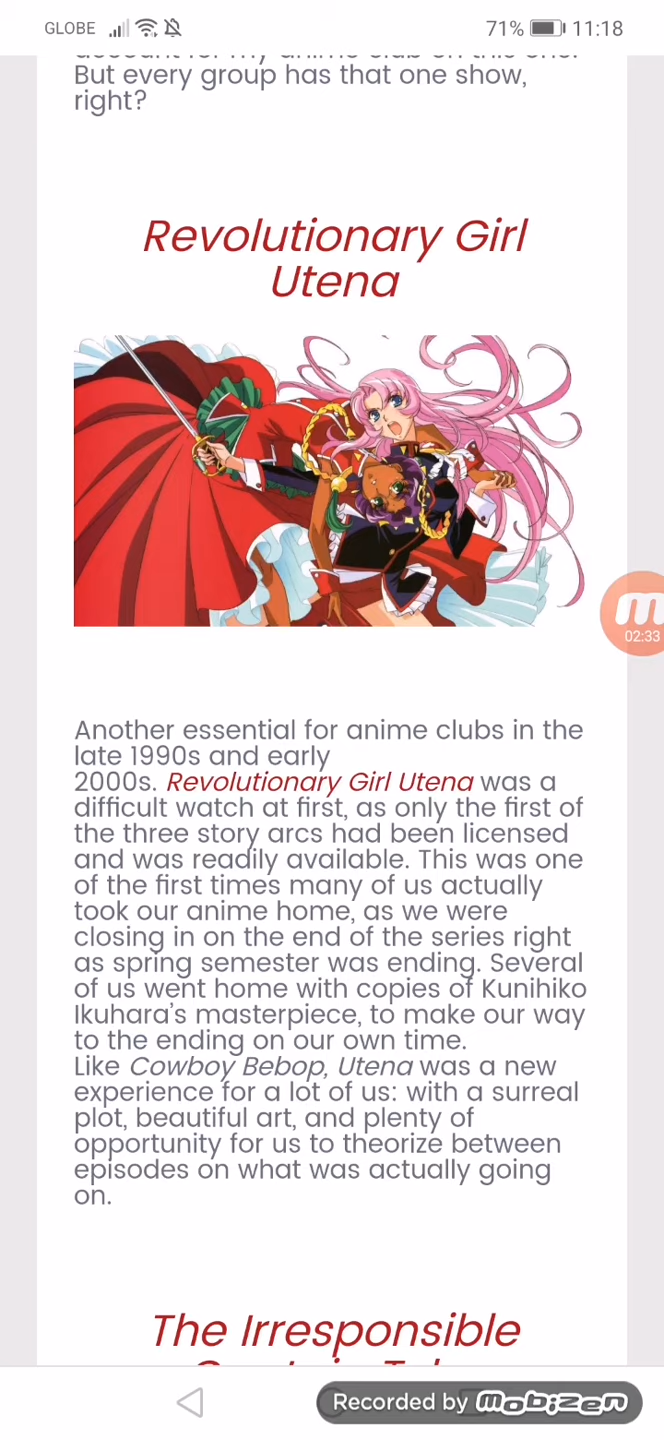 GLOBE
71% 11:18
But every group has that one show,
right?
Revolutionary Girl
Utena
02:33
Another essential for anime clubs in the
late 1990s and early
2000s. Revolutionary Girl Utena was a
difficult watch at first, as only the first of
the three story arcs had been licensed
and was readily available. This was one
of the first times many of us actually
took our anime home, as we were
closing in on the end of the series right
as spring semester was ending. Several
of us went home with copies of Kunihiko
Ikuhara's masterpiece, to make our way
to the ending on our own time.
Like Cowboy Bebop, Utena was a new
experience for a lot of us: with a surreal
plot, beautiful art, and plenty of
opportunity for us to theorize between
episodes on what was actually going
on.
The Irresponsible
Recorded by mobizen